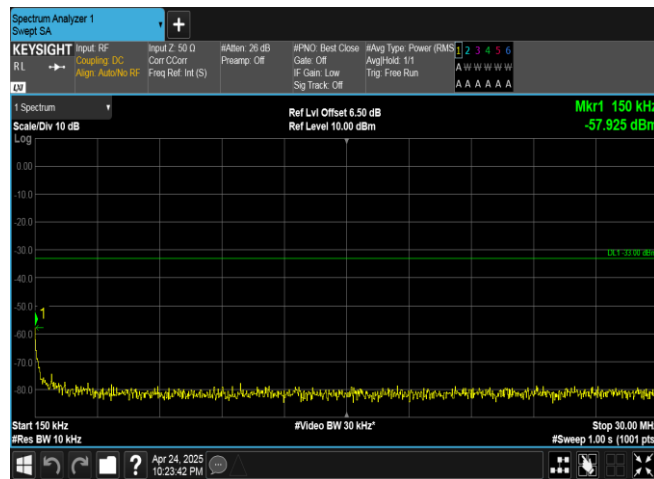 Spectrum Analyzer 1
Swept SA
+
KEYSIGHT
RL
LXI
Input: RF
Coupling: DC
Align: Auto/No RF
Input Z: 50 Ω
Corr CCorr
Freq Ref: Int (S)
#Atten: 26 dB
Preamp: Off
#PNO: Best Close
Gate: Off
IF Gain: Low
Sig Track: Off
#Avg Type: Power (RMS
Avg|Hold: 1/1
Trig: Free Run
1 2 3 4 5 6
A W W W W W
A A A A A A
1 Spectrum
Scale/Div 10 dB
Log
Ref Lvl Offset 6.50 dB
Ref Level 10.00 dBm
Mkr1 150 kHz
-57.925 dBm
0.00
-10.0
-20.0
-30.0
DL1 -33.00 dBm
-40.0
-50.0
1
-60.0
-70.0
-80.0
Start 150 kHz
#Res BW 10 kHz
#Video BW 30 kHz*
Stop 30.00 MHz
#Sweep 1.00 s (1001 pts)
?
Apr 24, 2025
10:23:42 PM